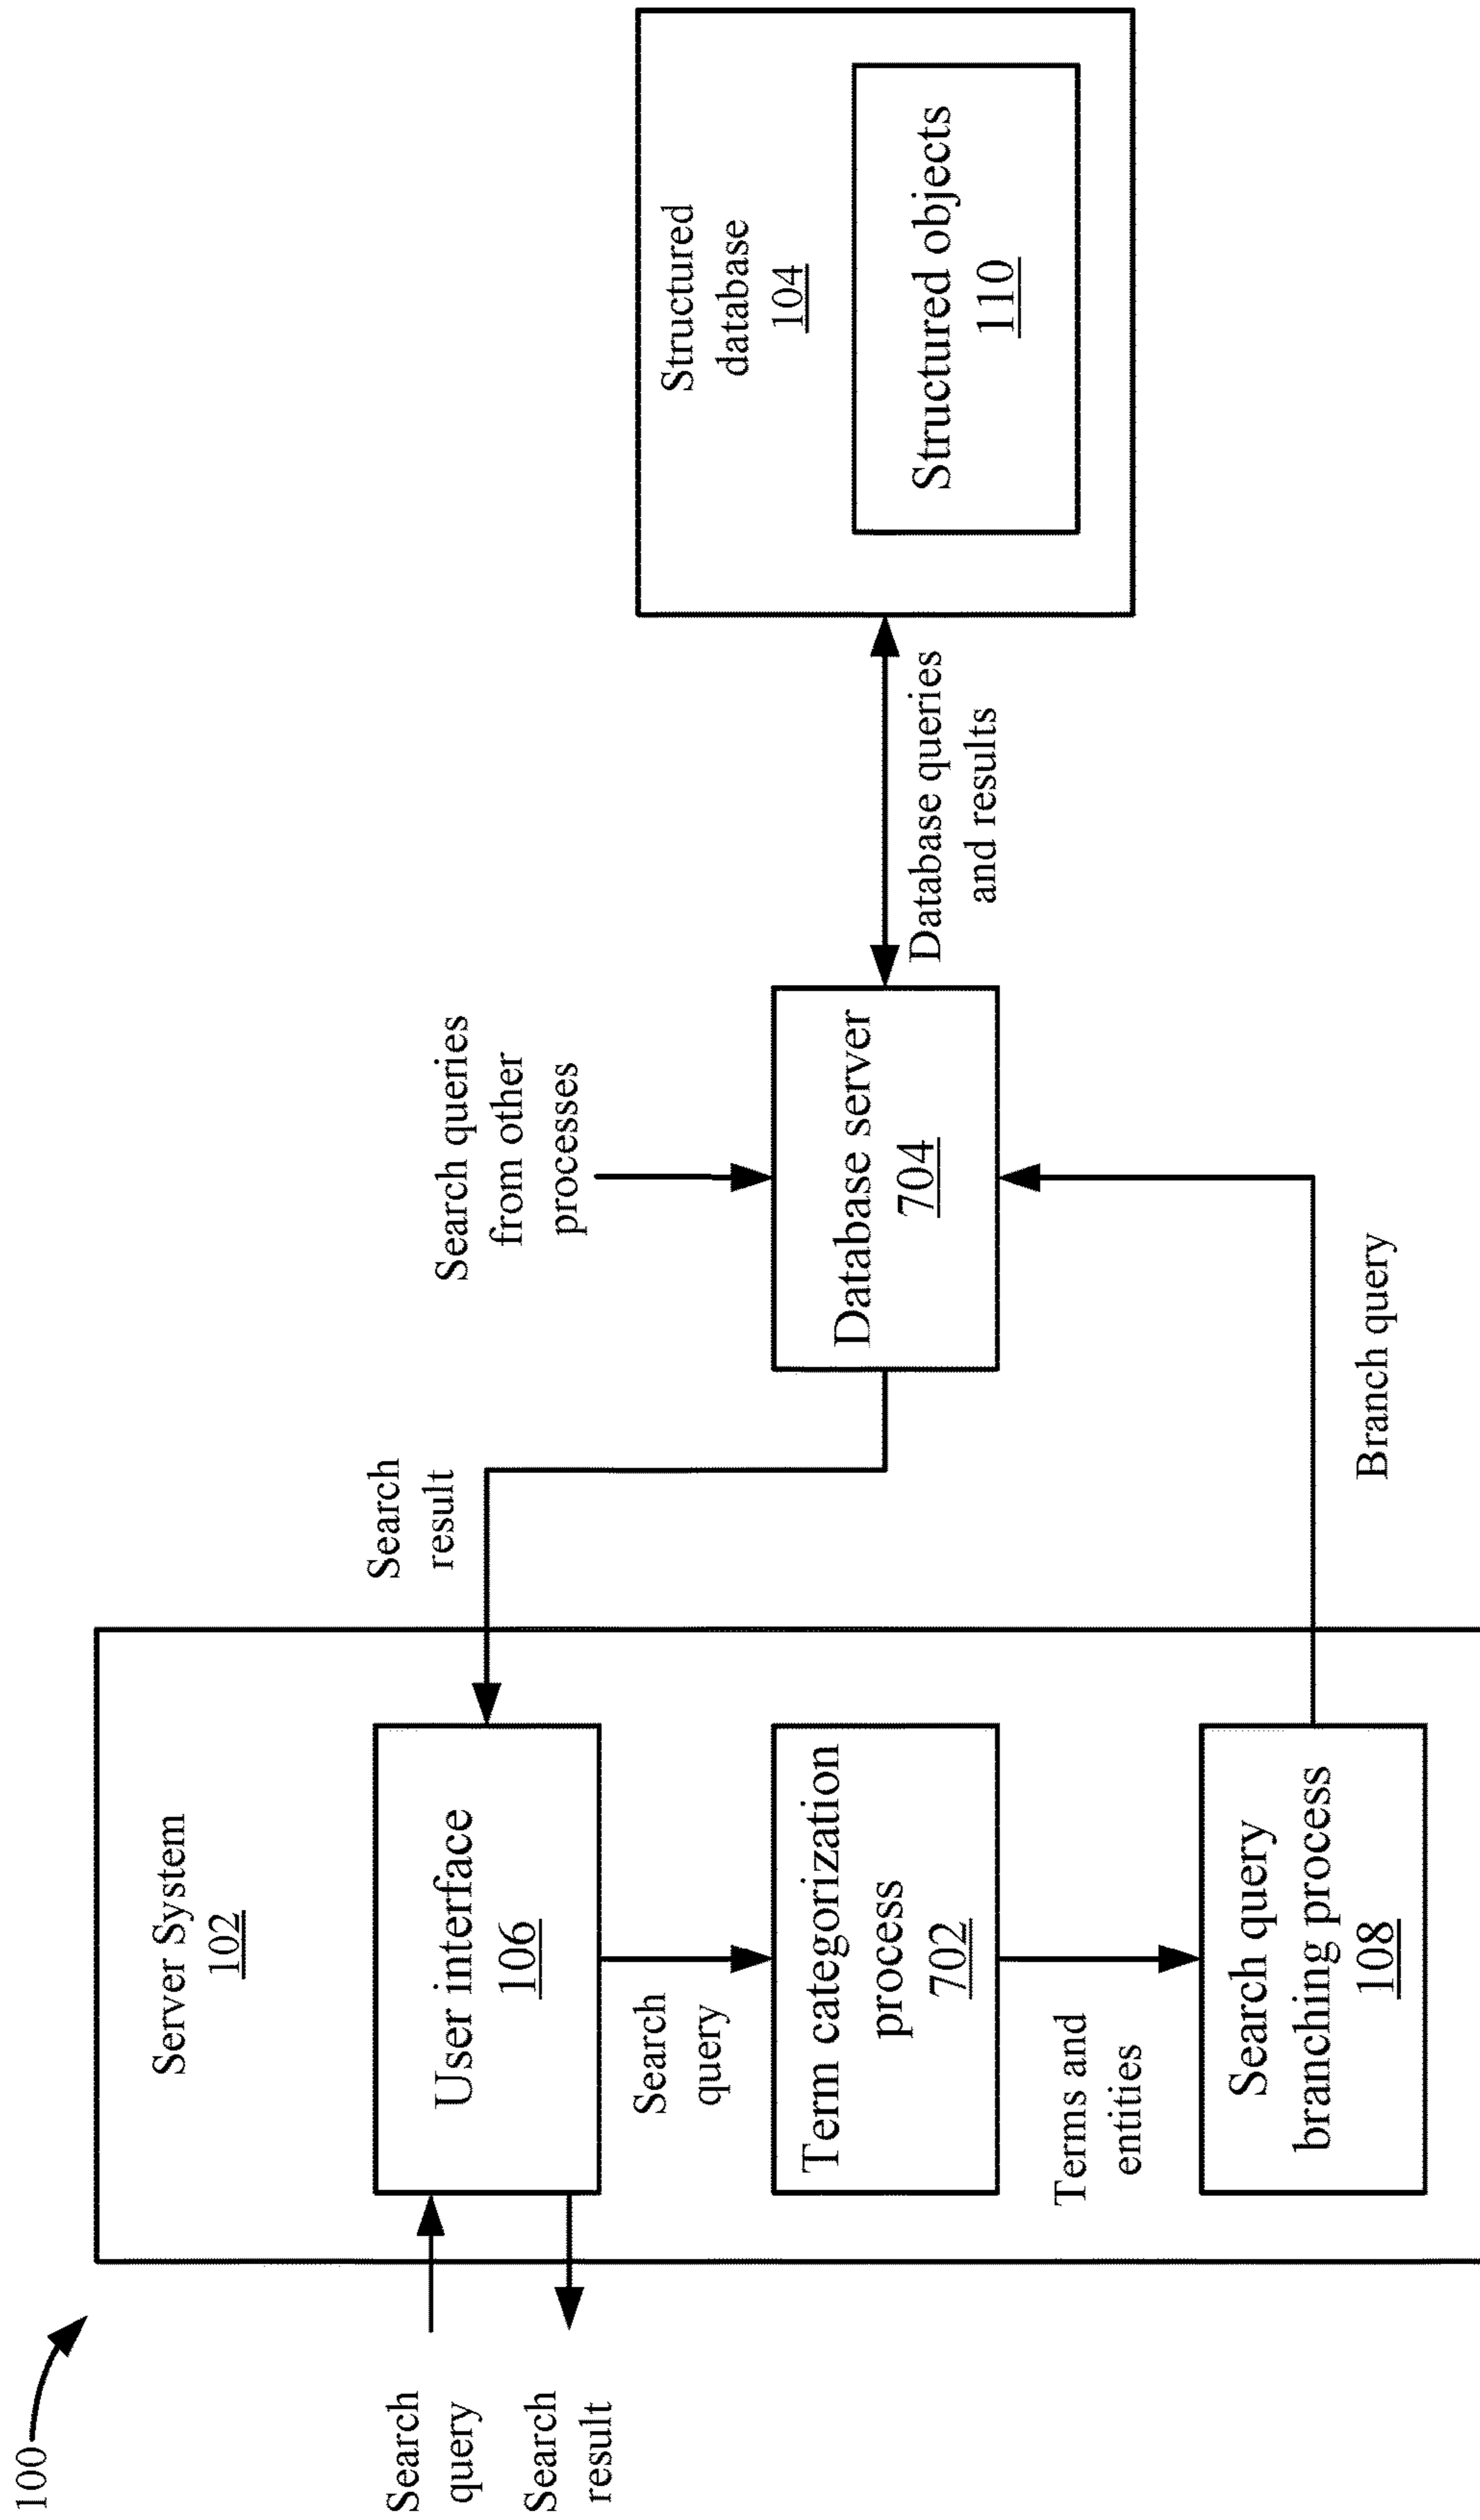 100
Search
query
Search
result
Server System
102
User interface
106
Search
query
Term categorization
process
702
Terms and
entities
Search query
branching process
108
Search
result
Branch query
Search queries
from other
processes
Database server
704
Database queries
and results
Structured
database
104
Structured objects
110